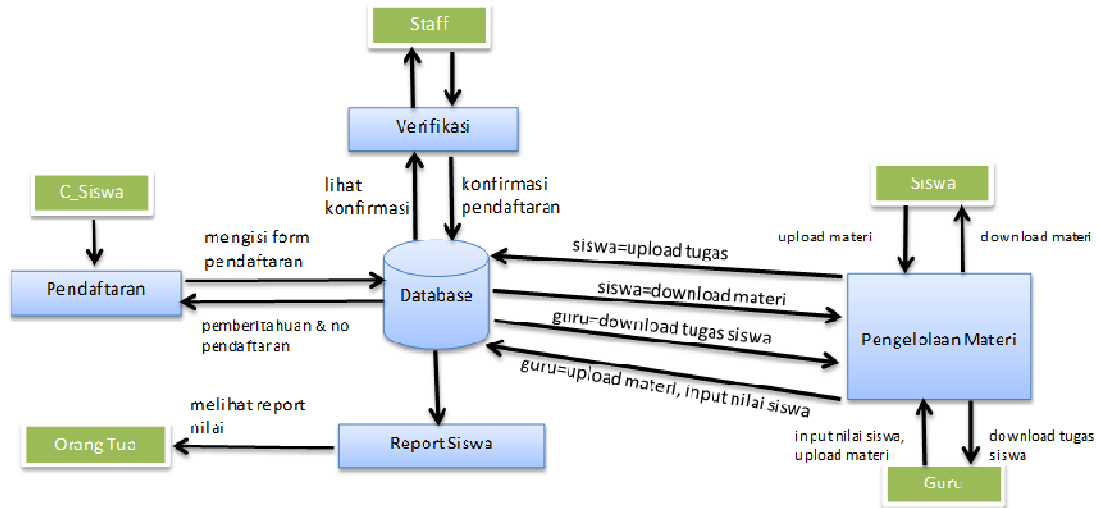 Staff
Verifikasi
lihat
konfirmasi
konfirmasi
pendaftaran
C_Siswa
mengisi form
pendaftaran
Pendaftaran
pemberitahuan & no
pendaftaran
Database
siswa=upload tugas
siswa=download materi
guru=download tugas siswa
guru=upload materi, input nilai siswa
Siswa
upload materi
download materi
Pengelolaan Materi
melihat report
nilai
Orang Tua
Report Siswa
input nilai siswa,
upload materi
download tugas
siswa
Guru